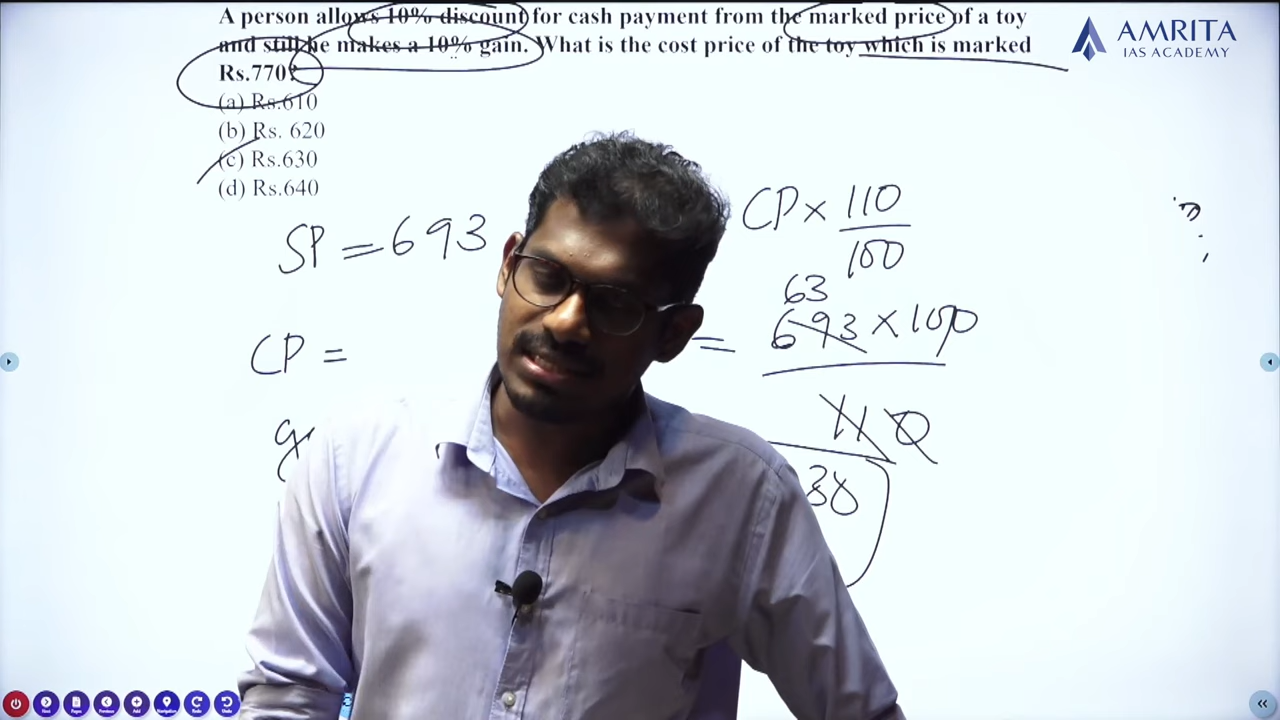 A person allows 10% discount for cash payment from the marked price of a toy
and still he makes a 10% gain. What is the cost price of the toy which is marked
Rs.770?
(a) Rs.610
(b) Rs. 620
(c) Rs.630
(d) Rs.640
AMRITA
IAS ACADEMY
SP = 693
CP × 110
100
CP =
63
= 693 × 100
110